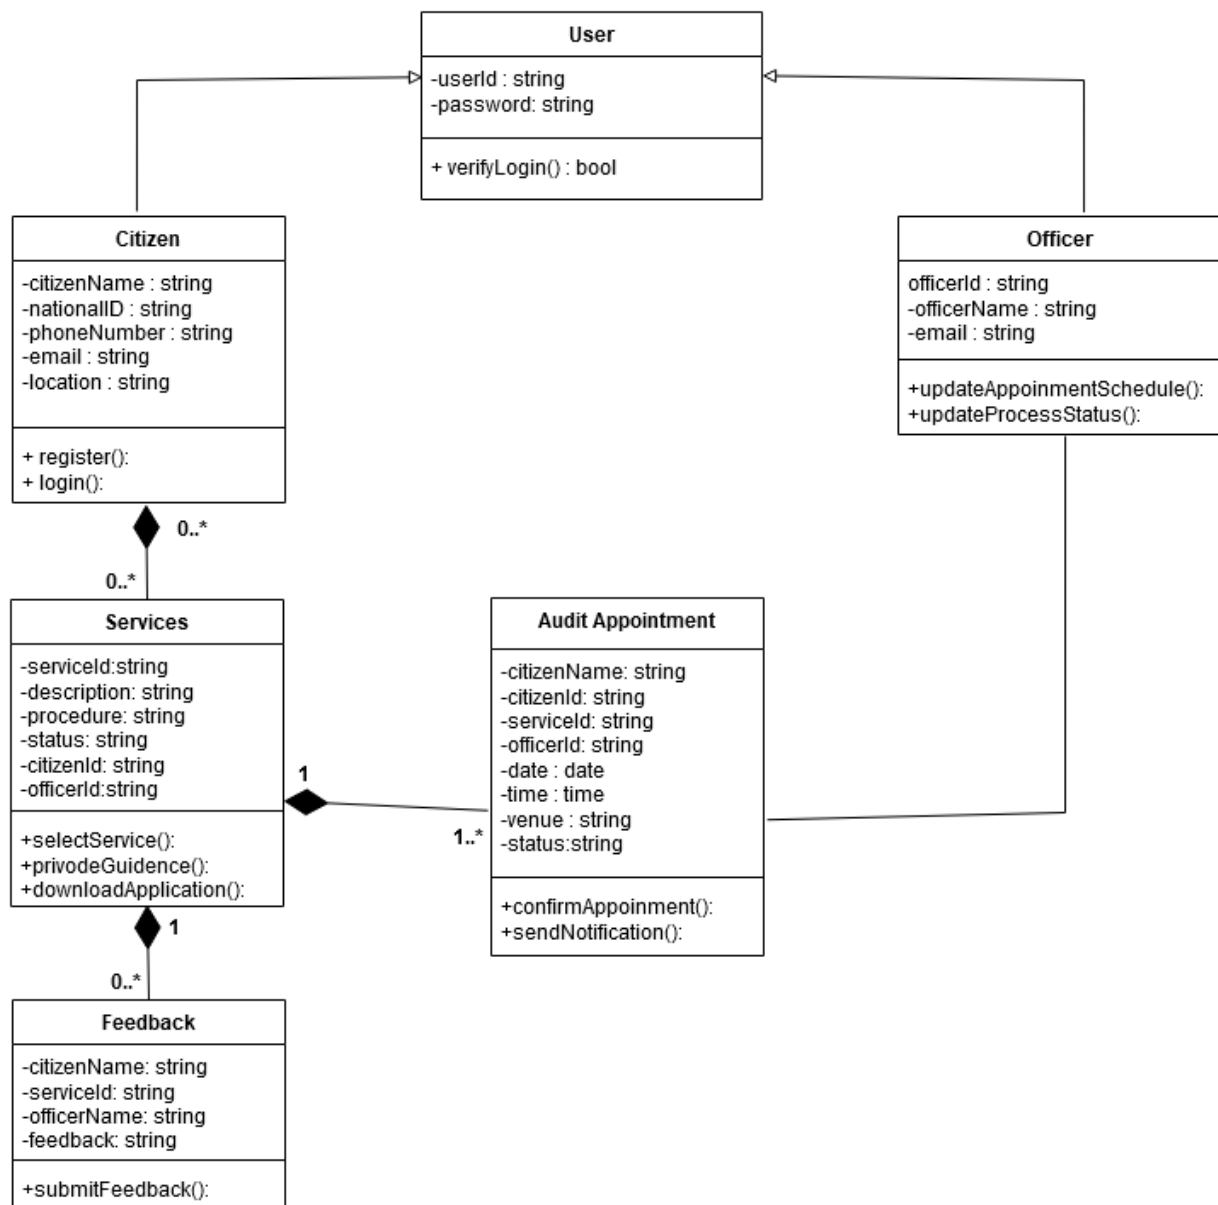 User
-userId : string
-password: string
+ verifyLogin() : bool
Citizen
-citizenName : string
-nationalID : string
-phoneNumber : string
-email : string
-location : string
+ register():
+ login():
Officer
officerId : string
-officerName : string
-email : string
+updateAppoinmentSchedule():
+updateProcessStatus():
0..*
0..*
Services
-serviceId:string
-description: string
-procedure: string
-status: string
-citizenId: string
-officerId:string
+selectService():
+privodeGuidence():
+downloadApplication():
1
1..*
Audit Appointment
-citizenName: string
-citizenId: string
-serviceId: string
-officerId: string
-date : date
-time : time
-venue : string
-status:string
+confirmAppoinment():
+sendNotification():
1
0..*
Feedback
-citizenName: string
-serviceId: string
-officerName: string
-feedback: string
+submitFeedback():